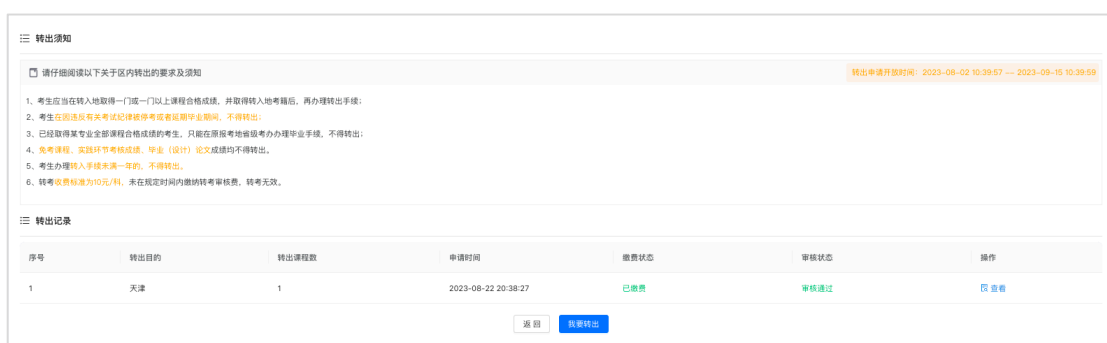 转出须知
请仔细阅读以下关于区内转出的要求及须知
转出申请开放时间：2023-08-02 10:39:57 --- 2023-09-15 10:39:59
1、考生应当在转入地取得一门或一门以上课程合格成绩，并取得转入地考籍后，再办理转出手续；
2、考生在因违反有关考试纪律被停考或者延期毕业期间，不得转出；
3、已经取得某专业全部课程合格成绩的考生，只能在原报考地省级考办办理毕业手续，不得转出；
4、免考课程、实践环节考核成绩、毕业（设计）论文成绩均不得转出。
5、考生办理转入手续未满一年的，不得转出。
6、转考收费标准为10元/科，未在规定时间内缴纳转考审核费，转考无效。
转出记录
序号 转出目的 转出课程数 申请时间 缴费状态 审核状态 操作
1 天津 1 2023-08-22 20:38:27 已缴费 审核通过 查看
返回 我要转出